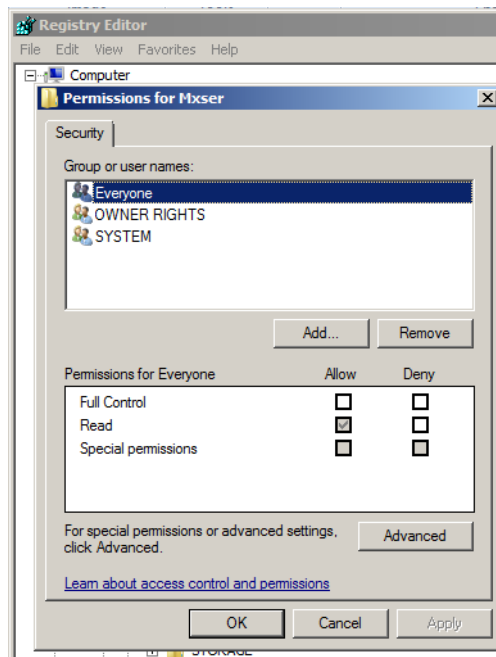 Registry Editor
File Edit View Favorites Help
Computer
Permissions for Mxser
Security
Group or user names:
Everyone
OWNER RIGHTS
SYSTEM
Add... Remove
Permissions for Everyone Allow Deny
Full Control
Read
Special permissions
For special permissions or advanced settings,
click Advanced.
Advanced
Learn about access control and permissions
OK Cancel Apply
STORAGE